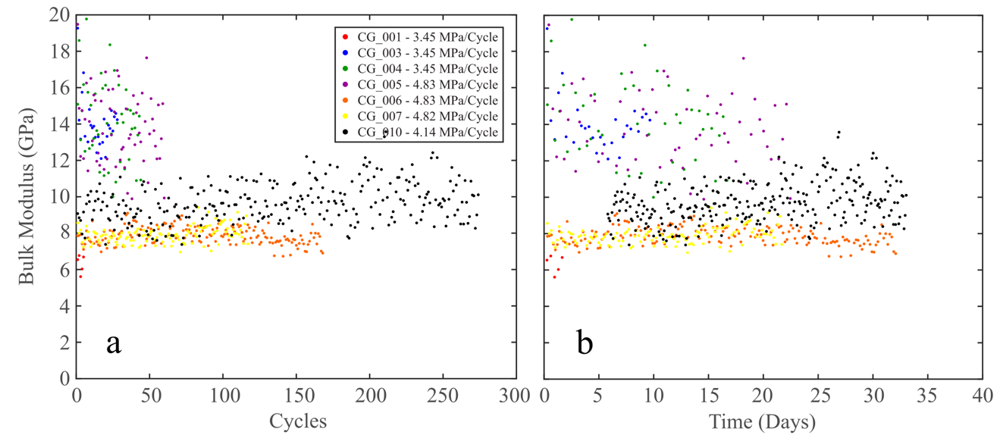 20
18
16
14
12
10
8
6
4
2
0
Bulk Modulus (GPa)
CG_001 - 3.45 MPa/Cycle
CG_003 - 3.45 MPa/Cycle
CG_004 - 3.45 MPa/Cycle
CG_005 - 4.83 MPa/Cycle
CG_006 - 4.83 MPa/Cycle
CG_007 - 4.82 MPa/Cycle
CG_010 - 4.14 MPa/Cycle
a
b
0 50 100 150 200 250 300
0 5 10 15 20 25 30 35 40
Cycles
Time (Days)